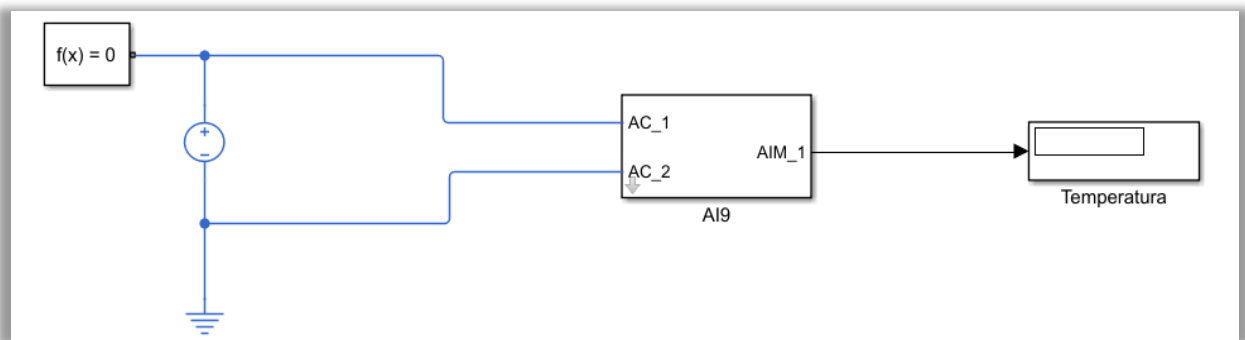 f(x) = 0
+
−
AC_1
AC_2
AIM_1
AI9
Temperatura